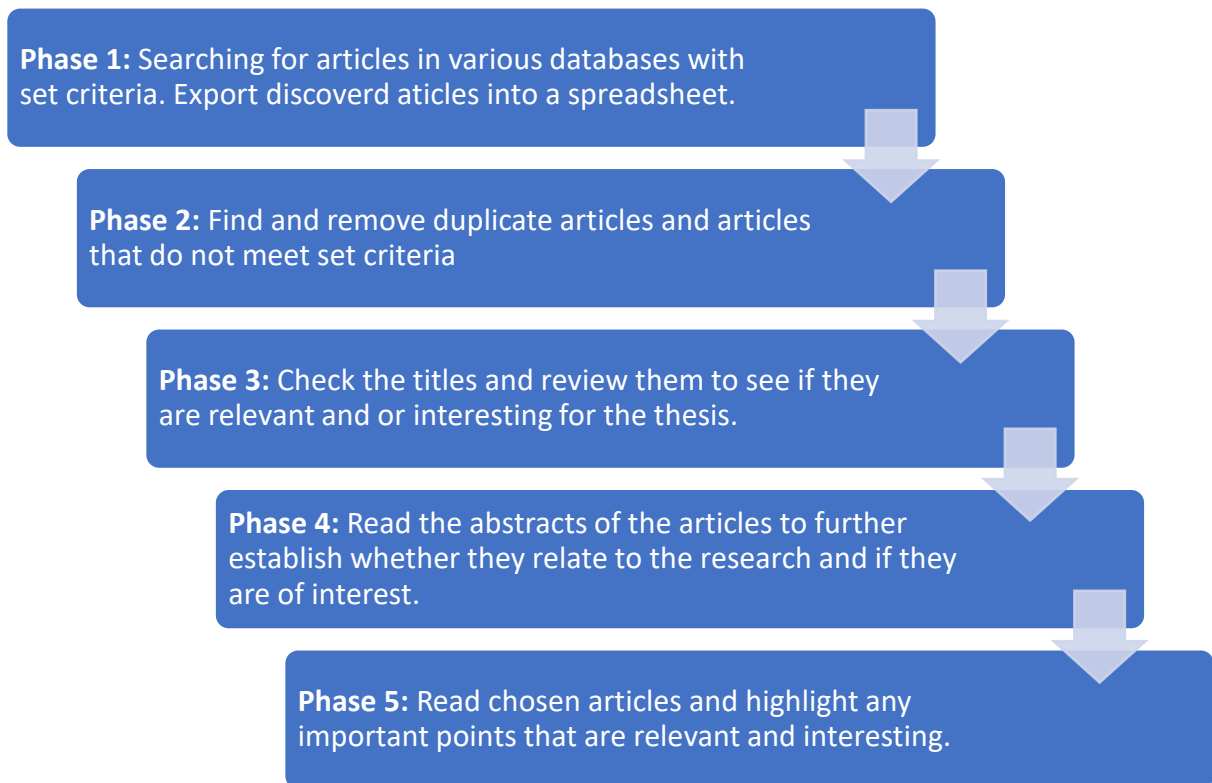 Phase 1: Searching for articles in various databases with
set criteria. Export discoverd aticles into a spreadsheet.
Phase 2: Find and remove duplicate articles and articles
that do not meet set criteria
Phase 3: Check the titles and review them to see if they
are relevant and or interesting for the thesis.
Phase 4: Read the abstracts of the articles to further
establish whether they relate to the research and if they
are of interest.
Phase 5: Read chosen articles and highlight any
important points that are relevant and interesting.